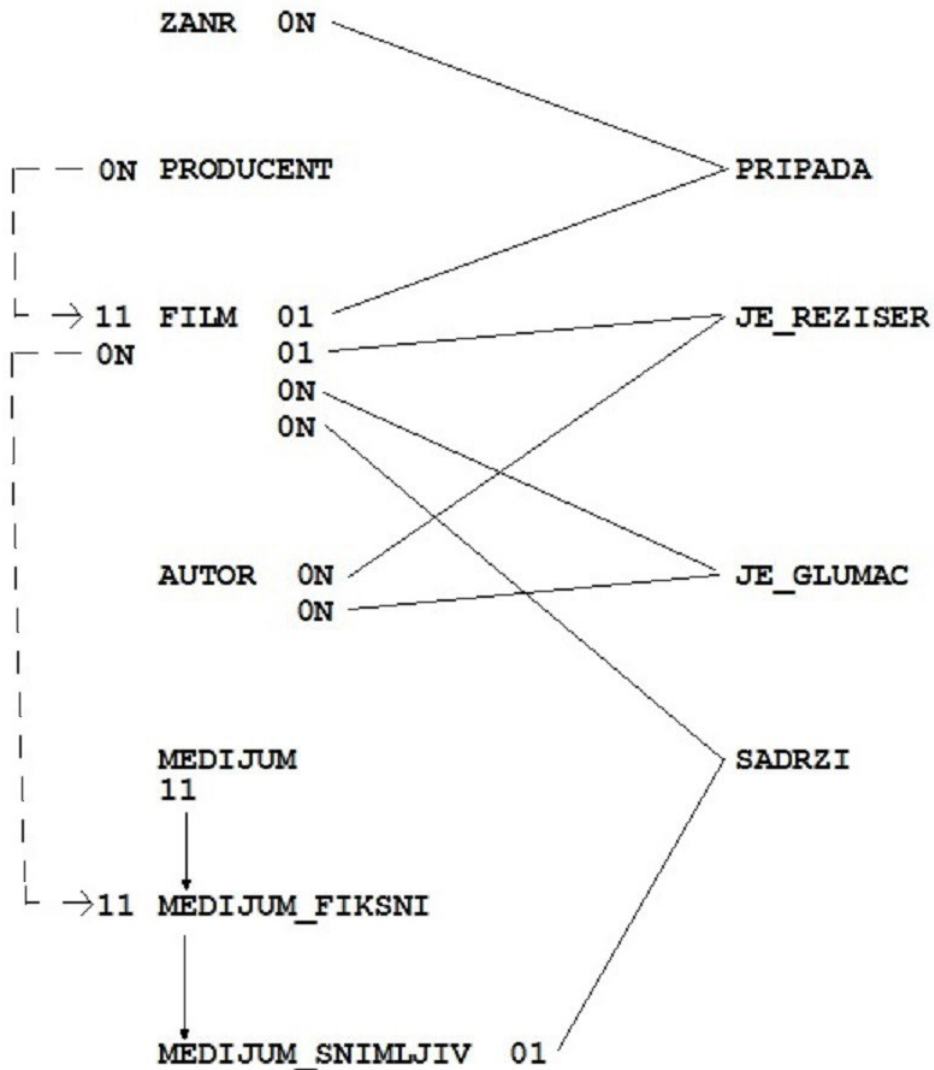 ZANR 0N
0N PRODUCENT PRIPADA
11 FILM 01 JE_REZISER
0N 01
0N
0N
AUTOR 0N JE_GLUMAC
0N
MEDIJUM SADRZI
11
11 MEDIJUM_FIKSNI
MEDIJUM_SNIMLJIV 01